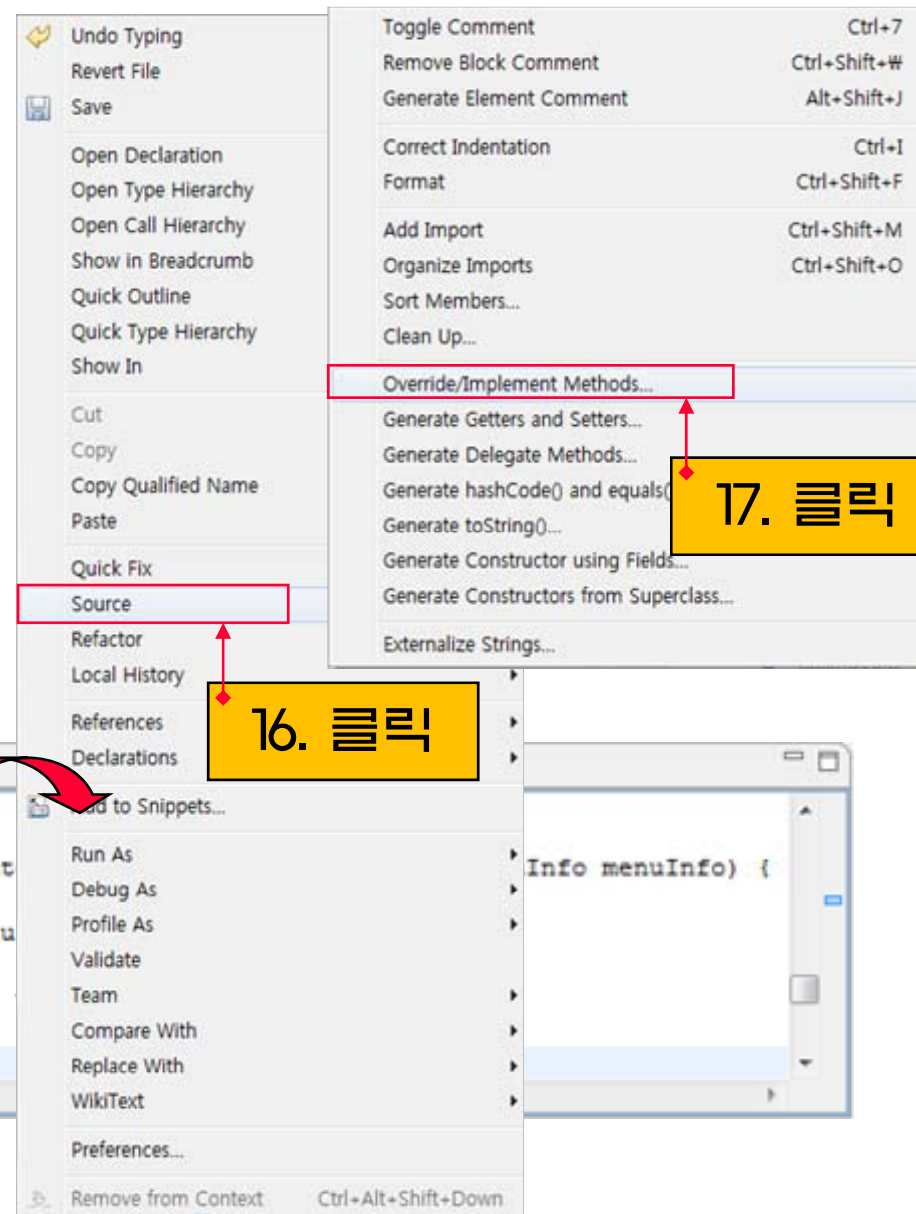 Undo Typing
Revert File
Save
Open Declaration
Open Type Hierarchy
Open Call Hierarchy
Show in Breadcrumb
Quick Outline
Quick Type Hierarchy
Show In
Cut
Copy
Copy Qualified Name
Paste
Quick Fix
Source
Refactor
Local History
References
Declarations
to Snippets...
Run As
Debug As
Profile As
Validate
Team
Compare With
Replace With
WikiText
Preferences...
Remove from Context Ctrl+Alt+Shift+Down
Toggle Comment Ctrl+7
Remove Block Comment Ctrl+Shift+₩
Generate Element Comment Alt+Shift+J
Correct Indentation Ctrl+I
Format Ctrl+Shift+F
Add Import Ctrl+Shift+M
Organize Imports Ctrl+Shift+O
Sort Members...
Clean Up...
Override/Implement Methods...
Generate Getters and Setters...
Generate Delegate Methods...
Generate hashCode() and equals(
Generate toString()...
Generate Constructor using Fields...
Generate Constructors from Superclass...
Externalize Strings...
17. 클릭
16. 클릭
t
Info menuInfo) {
u